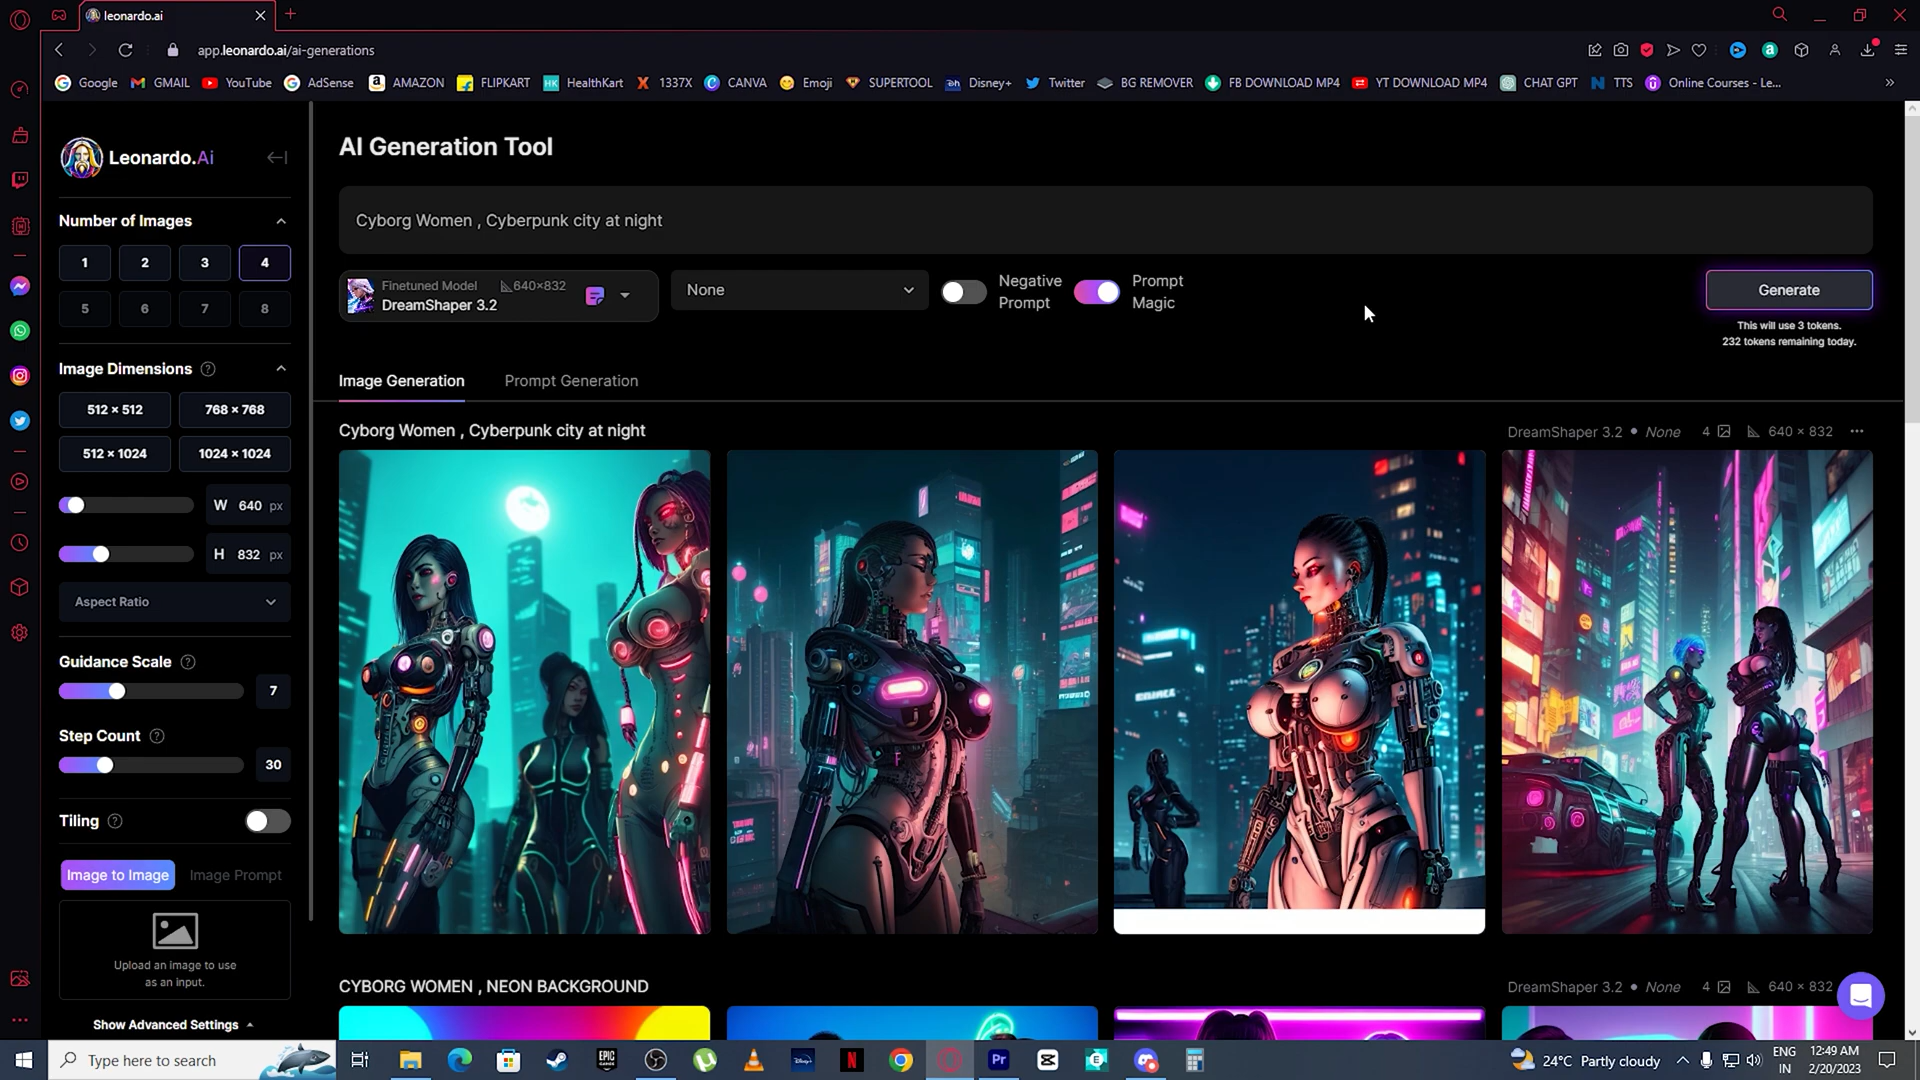 leonardo.ai
app.leonardo.ai/ai-generations
Google GMAIL YouTube AdSense AMAZON FLIPKART HealthKart 1337X CANVA Emoji SUPERTOOL Disney+ Twitter BG REMOVER FB DOWNLOAD MP4 YT DOWNLOAD MP4 CHAT GPT TTS Online Courses - Le...
Leonardo.Ai
Number of Images
1 2 3 4
5 6 7 8
Image Dimensions
512 × 512 768 × 768
512 × 1024 1024 × 1024
W 640 px
H 832 px
Aspect Ratio
Guidance Scale
7
Step Count
30
Tiling
Image to Image Image Prompt
Upload an image to use
as an input.
Show Advanced Settings
AI Generation Tool
Cyborg Women , Cyberpunk city at night
Finetuned Model 640×832
DreamShaper 3.2
None
Negative
Prompt
Prompt
Magic
Generate
This will use 3 tokens.
232 tokens remaining today.
Image Generation Prompt Generation
Cyborg Women , Cyberpunk city at night
DreamShaper 3.2 • None 4 640 × 832
CYBORG WOMEN , NEON BACKGROUND
DreamShaper 3.2 • None 4 640 × 832
Type here to search
EPIC
GAMES
Pr
24°C Partly cloudy
ENG
IN
12:49 AM
2/20/2023